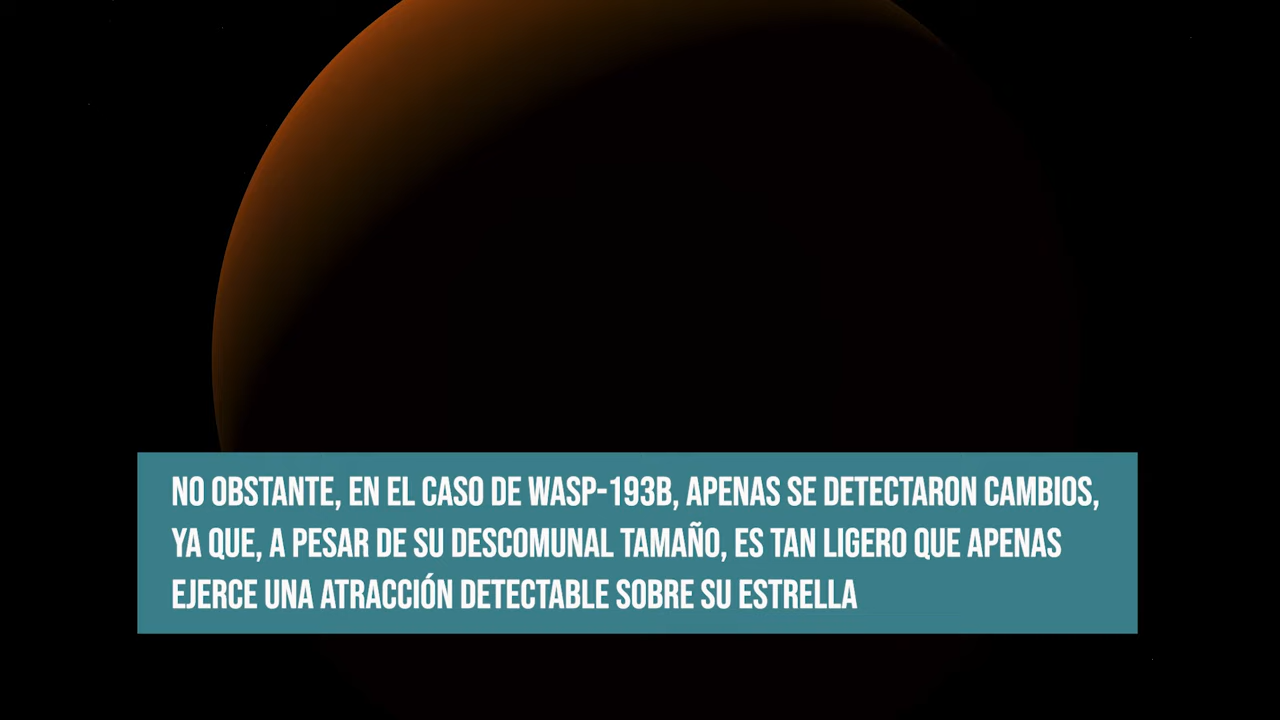 NO OBSTANTE, EN EL CASO DE WASP-193B, APENAS SE DETECTARON CAMBIOS,
YA QUE, A PESAR DE SU DESCOMUNAL TAMAÑO, ES TAN LIGERO QUE APENAS
EJERCE UNA ATRACCIÓN DETECTABLE SOBRE SU ESTRELLA